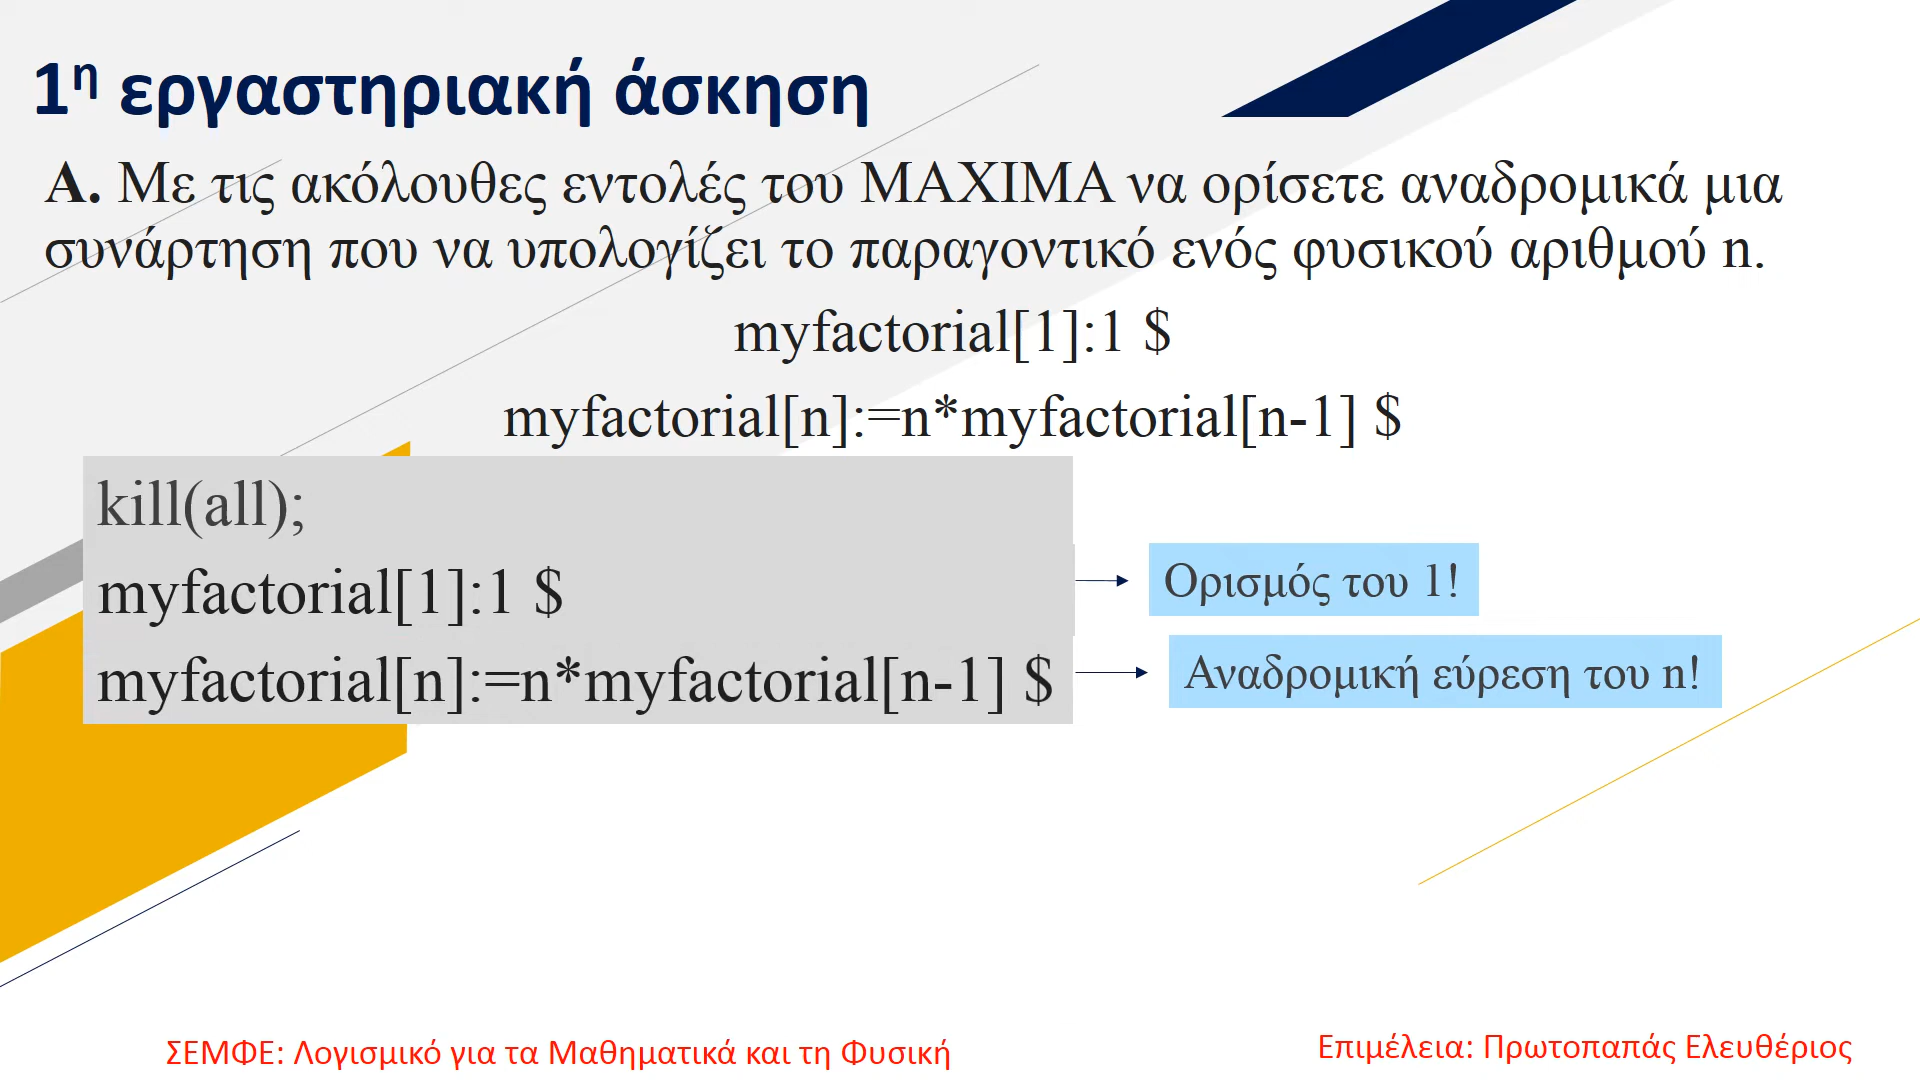 1η εργαστηριακή άσκηση
Α. Με τις ακόλουθες εντολές του MAXIMA να ορίσετε αναδρομικά μια
συνάρτηση που να υπολογίζει το παραγοντικό ενός φυσικού αριθμού n.
myfactorial[1]:1 $
myfactorial[n]:=n*myfactorial[n-1] $
kill(all);
myfactorial[1]:1 $
Ορισμός του 1!
myfactorial[n]:=n*myfactorial[n-1] $
Αναδρομική εύρεση του n!
ΣΕΜΦΕ: Λογισμικό για τα Μαθηματικά και τη Φυσική
Επιμέλεια: Πρωτοπαπάς Ελευθέριος